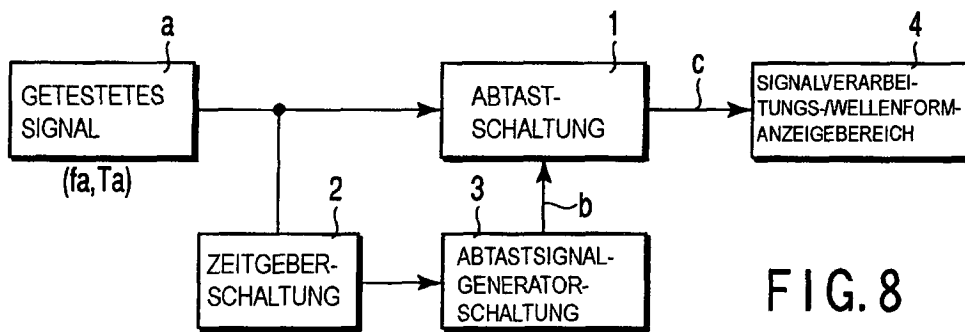 a
GETESTETES
SIGNAL
(fa,Ta)
1
ABTAST-
SCHALTUNG
c
4
SIGNALVERARBEI-
TUNGS-/WELLENFORM-
ANZEIGEBEREICH
2
ZEITGEBER-
SCHALTUNG
3
ABTASTSIGNAL-
GENERATOR-
SCHALTUNG
b
FIG. 8